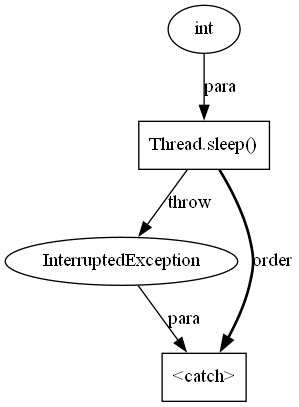 int
para
Thread.sleep()
throw
InterruptedException
order
para
<catch>